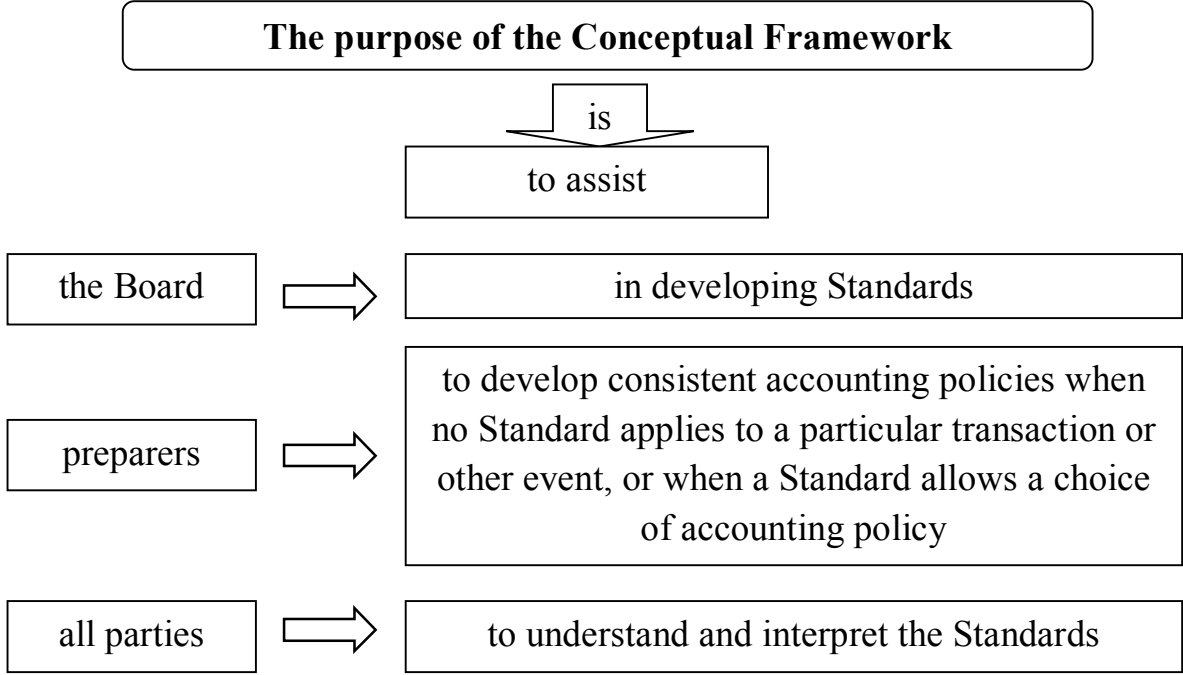 The purpose of the Conceptual Framework
is
to assist
the Board
in developing Standards
preparers
to develop consistent accounting policies when
no Standard applies to a particular transaction or
other event, or when a Standard allows a choice
of accounting policy
all parties
to understand and interpret the Standards